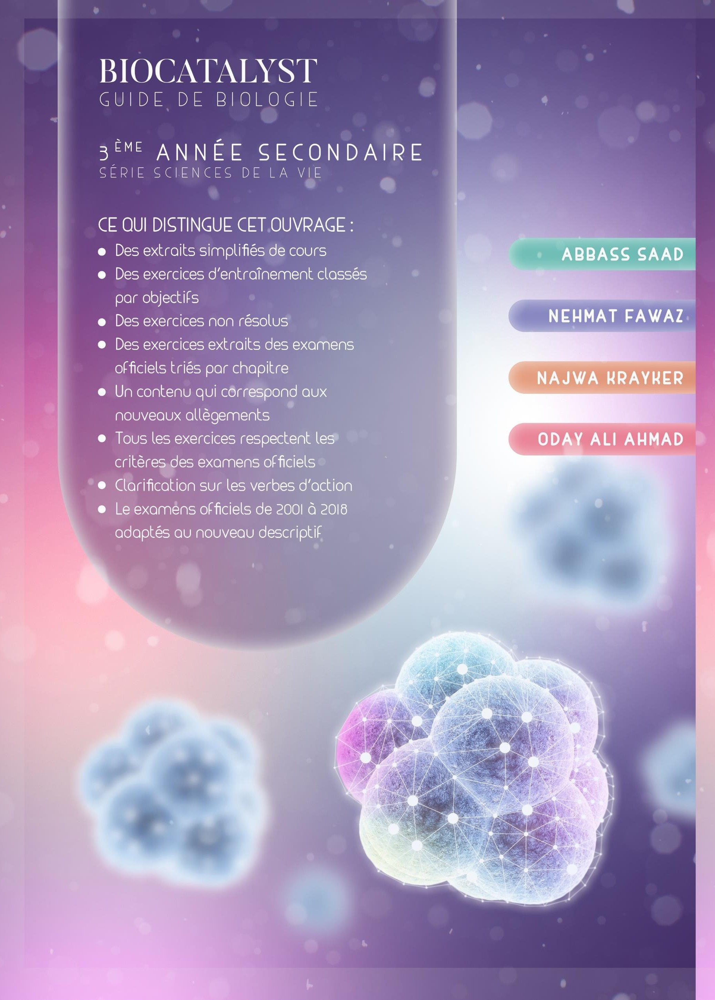 BIOCATALYST
GUIDE DE BIOLOGIE
3ÈME ANNÉE SECONDAIRE
SÉRIE SCIENCES DE LA VIE
CE QUI DISTINGUE CET OUVRAGE :
● Des extraits simplifiés de cours
● Des exercices d’entraînement classés
par objectifs
● Des exercices non résolus
● Des exercices extraits des examens
officiels triés par chapitre
● Un contenu qui correspond aux
nouveaux allègements
● Tous les exercices respectent les
critères des examens officiels
● Clarification sur les verbes d’action
● Le examens officiels de 2001 à 2018
adaptés au nouveau descriptif
ABBASS SAAD
NEHMAT FAWAZ
NAJWA KRAYKER
ODAY ALI AHMAD